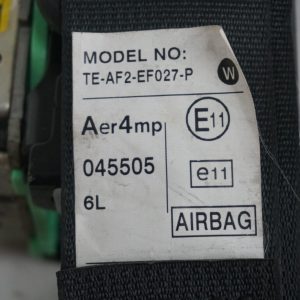 MODEL NO:
TE-AF2-EF027-P W
Aer4mp E11
045505 e11
6L AIRBAG